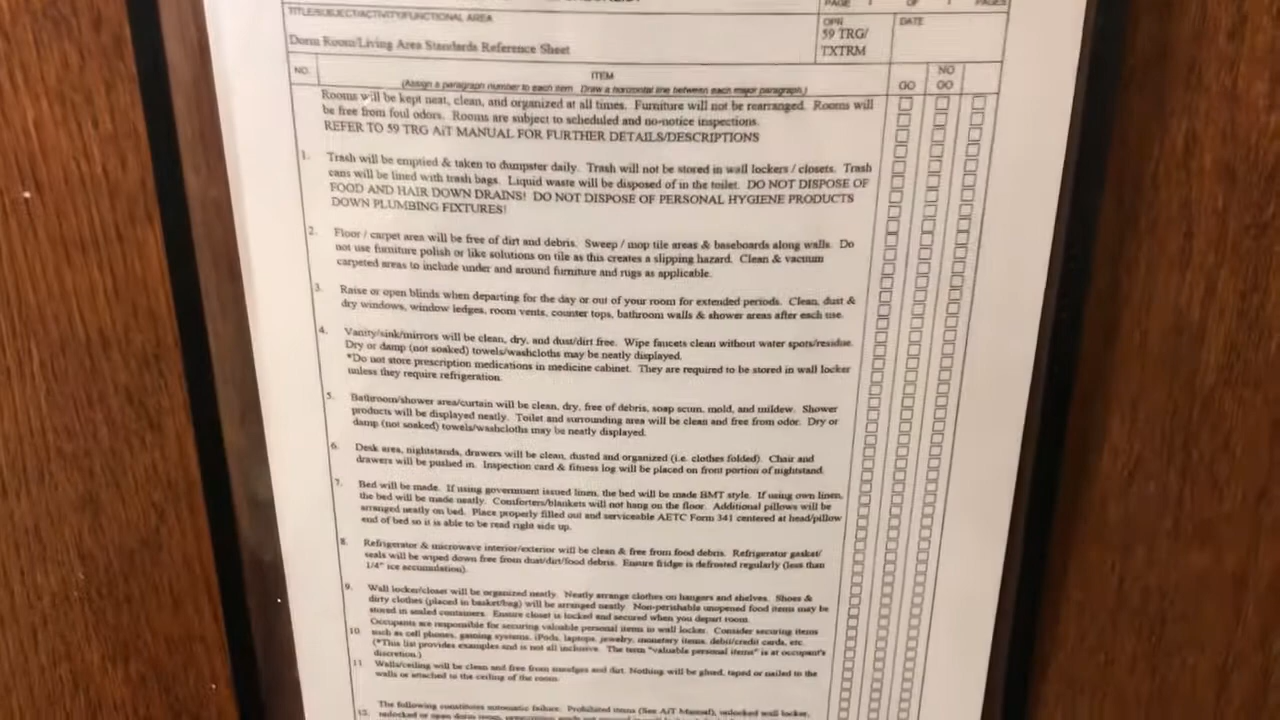 PAGE 1 OF 1 PAGES
TITLE/SUBJECT/ACTIVITY/FUNCTIONAL AREA
OPR
DATE
Dorm Room/Living Area Standards Reference Sheet
59 TRG/
TXTRM
NO.
ITEM
(Assign a paragraph number to each item. Draw a horizontal line between each major paragraph.)
GO
NO
GO
Rooms will be kept neat, clean, and organized at all times. Furniture will not be rearranged. Rooms will
be free from foul odors. Rooms are subject to scheduled and no-notice inspections.
REFER TO 59 TRG AiT MANUAL FOR FURTHER DETAILS/DESCRIPTIONS
1. Trash will be emptied & taken to dumpster daily. Trash will not be stored in wall lockers / closets. Trash
cans will be lined with trash bags. Liquid waste will be disposed of in the toilet. DO NOT DISPOSE OF
FOOD AND HAIR DOWN DRAINS! DO NOT DISPOSE OF PERSONAL HYGIENE PRODUCTS
DOWN PLUMBING FIXTURES!
2. Floor / carpet area will be free of dirt and debris. Sweep / mop tile areas & baseboards along walls. Do
not use furniture polish or like solutions on tile as this creates a slipping hazard. Clean & vacuum
carpeted areas to include under and around furniture and rugs as applicable.
3. Raise or open blinds when departing for the day or out of your room for extended periods. Clean, dust &
dry windows, window ledges, room vents, counter tops, bathroom walls & shower areas after each use.
4. Vanity/sink/mirrors will be clean, dry, and dust/dirt free. Wipe faucets clean without water spots/residue.
Dry or damp (not soaked) towels/washcloths may be neatly displayed.
*Do not store prescription medications in medicine cabinet. They are required to be stored in wall locker
unless they require refrigeration.
5. Bathroom/shower area/curtain will be clean, dry, free of debris, soap scum, mold, and mildew. Shower
products will be displayed neatly. Toilet and surrounding area will be clean and free from odor. Dry or
damp (not soaked) towels/washcloths may be neatly displayed.
6. Desk area, nightstands, drawers will be clean, dusted and organized (i.e. clothes folded). Chair and
drawers will be pushed in. Inspection card & fitness log will be placed on front portion of nightstand.
7. Bed will be made. If using government issued linen, the bed will be made BMT style. If using own linen,
the bed will be made neatly. Comforters/blankets will not hang on the floor. Additional pillows will be
arranged neatly on bed. Place properly filled out and serviceable AETC Form 341 centered at head/pillow
end of bed so it is able to be read right side up.
8. Refrigerator & microwave interior/exterior will be clean & free from food debris. Refrigerator gasket/
seals will be wiped down free from dust/dirt/food debris. Ensure fridge is defrosted regularly (less than
1/4" ice accumulation).
9. Wall locker/closet will be organized neatly. Neatly arrange clothes on hangers and shelves. Shoes &
dirty clothes (placed in basket/bag) will be arranged neatly. Non-perishable unopened food items may be
stored in sealed containers. Ensure closet is locked and secured when you depart room.
Occupants are responsible for securing valuable personal items in wall locker. Consider securing items
10. such as cell phones, gaming systems, iPods, laptops, jewelry, monetary items, debit/credit cards, etc.
(*This list provides examples and is not all inclusive. The term "valuable personal items" is at occupant's
discretion.)
11. Walls/ceiling will be clean and free from smudges and dirt. Nothing will be glued, taped or nailed to the
walls or attached to the ceiling of the room.
The following constitutes automatic failure. Prohibited items (See AiT Manual), unlocked wall locker,
12. unlocked or open dorm room,